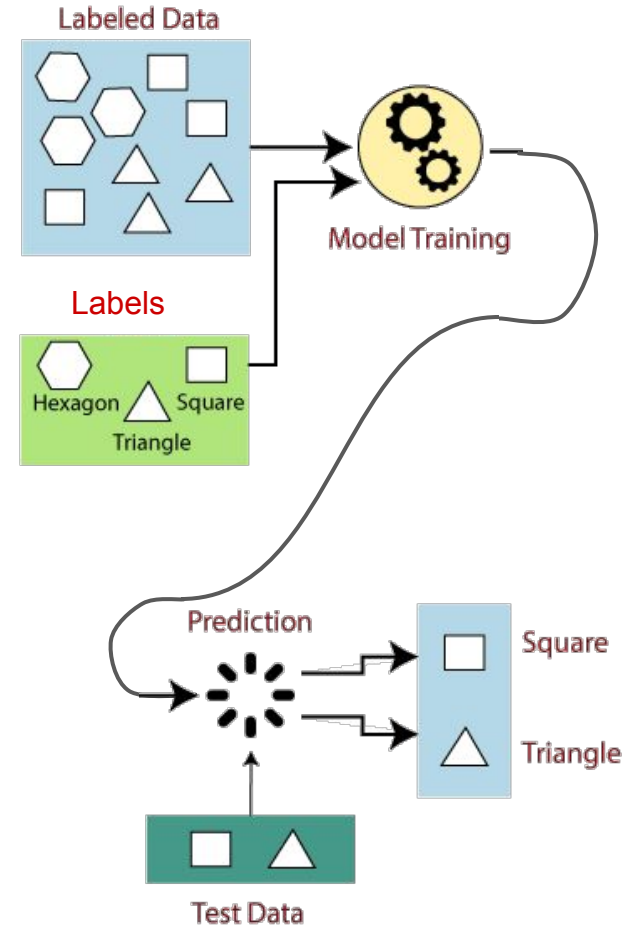 Labeled Data
Model Training
Labels
Hexagon
Square
Triangle
Prediction
Square
Triangle
Test Data